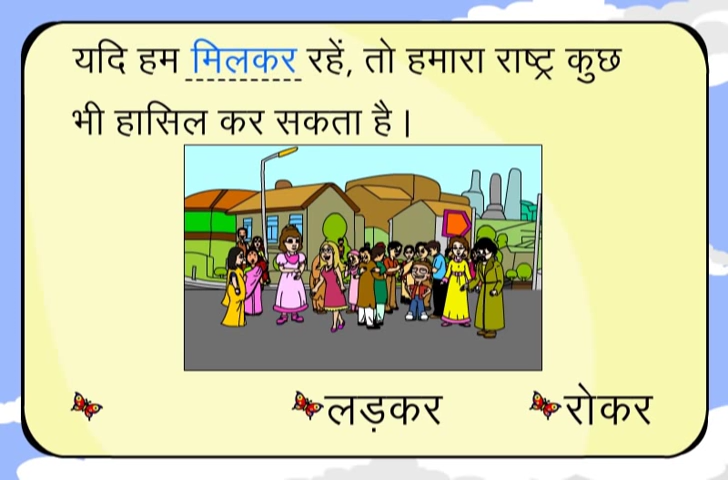 यदि हम मिलकर रहें, तो हमारा राष्ट्र कुछ
भी हासिल कर सकता है।
लड़कर रोकर